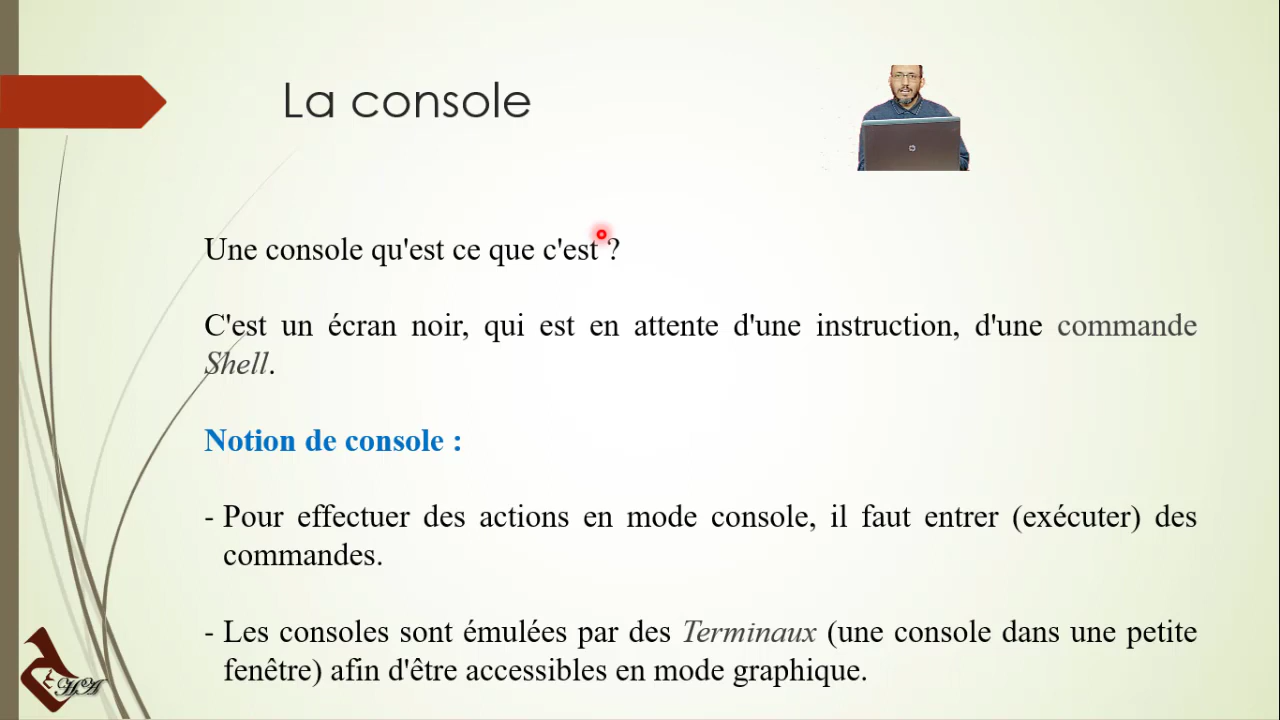 La console
Une console qu'est ce que c'est ?
C'est un écran noir, qui est en attente d'une instruction, d'une commande
Shell.
Notion de console :
- Pour effectuer des actions en mode console, il faut entrer (exécuter) des
commandes.
- Les consoles sont émulées par des Terminaux (une console dans une petite
fenêtre) afin d'être accessibles en mode graphique.
HA